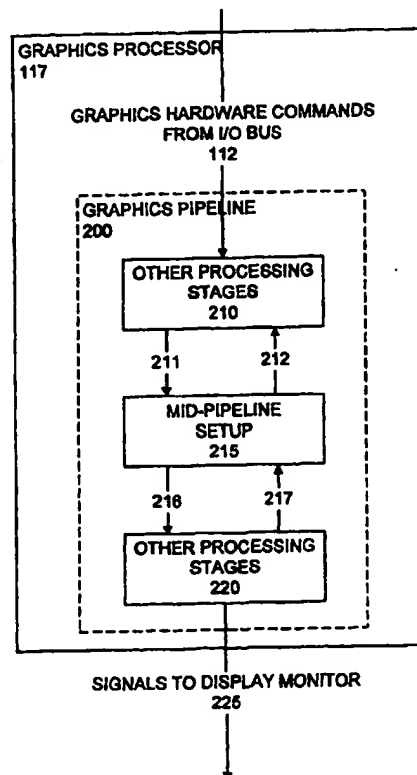 GRAPHICS PROCESSOR
117
GRAPHICS HARDWARE COMMANDS
FROM I/O BUS
112
GRAPHICS PIPELINE
200
OTHER PROCESSING
STAGES
210
211
212
MID-PIPELINE
SETUP
215
216
217
OTHER PROCESSING
STAGES
220
SIGNALS TO DISPLAY MONITOR
225